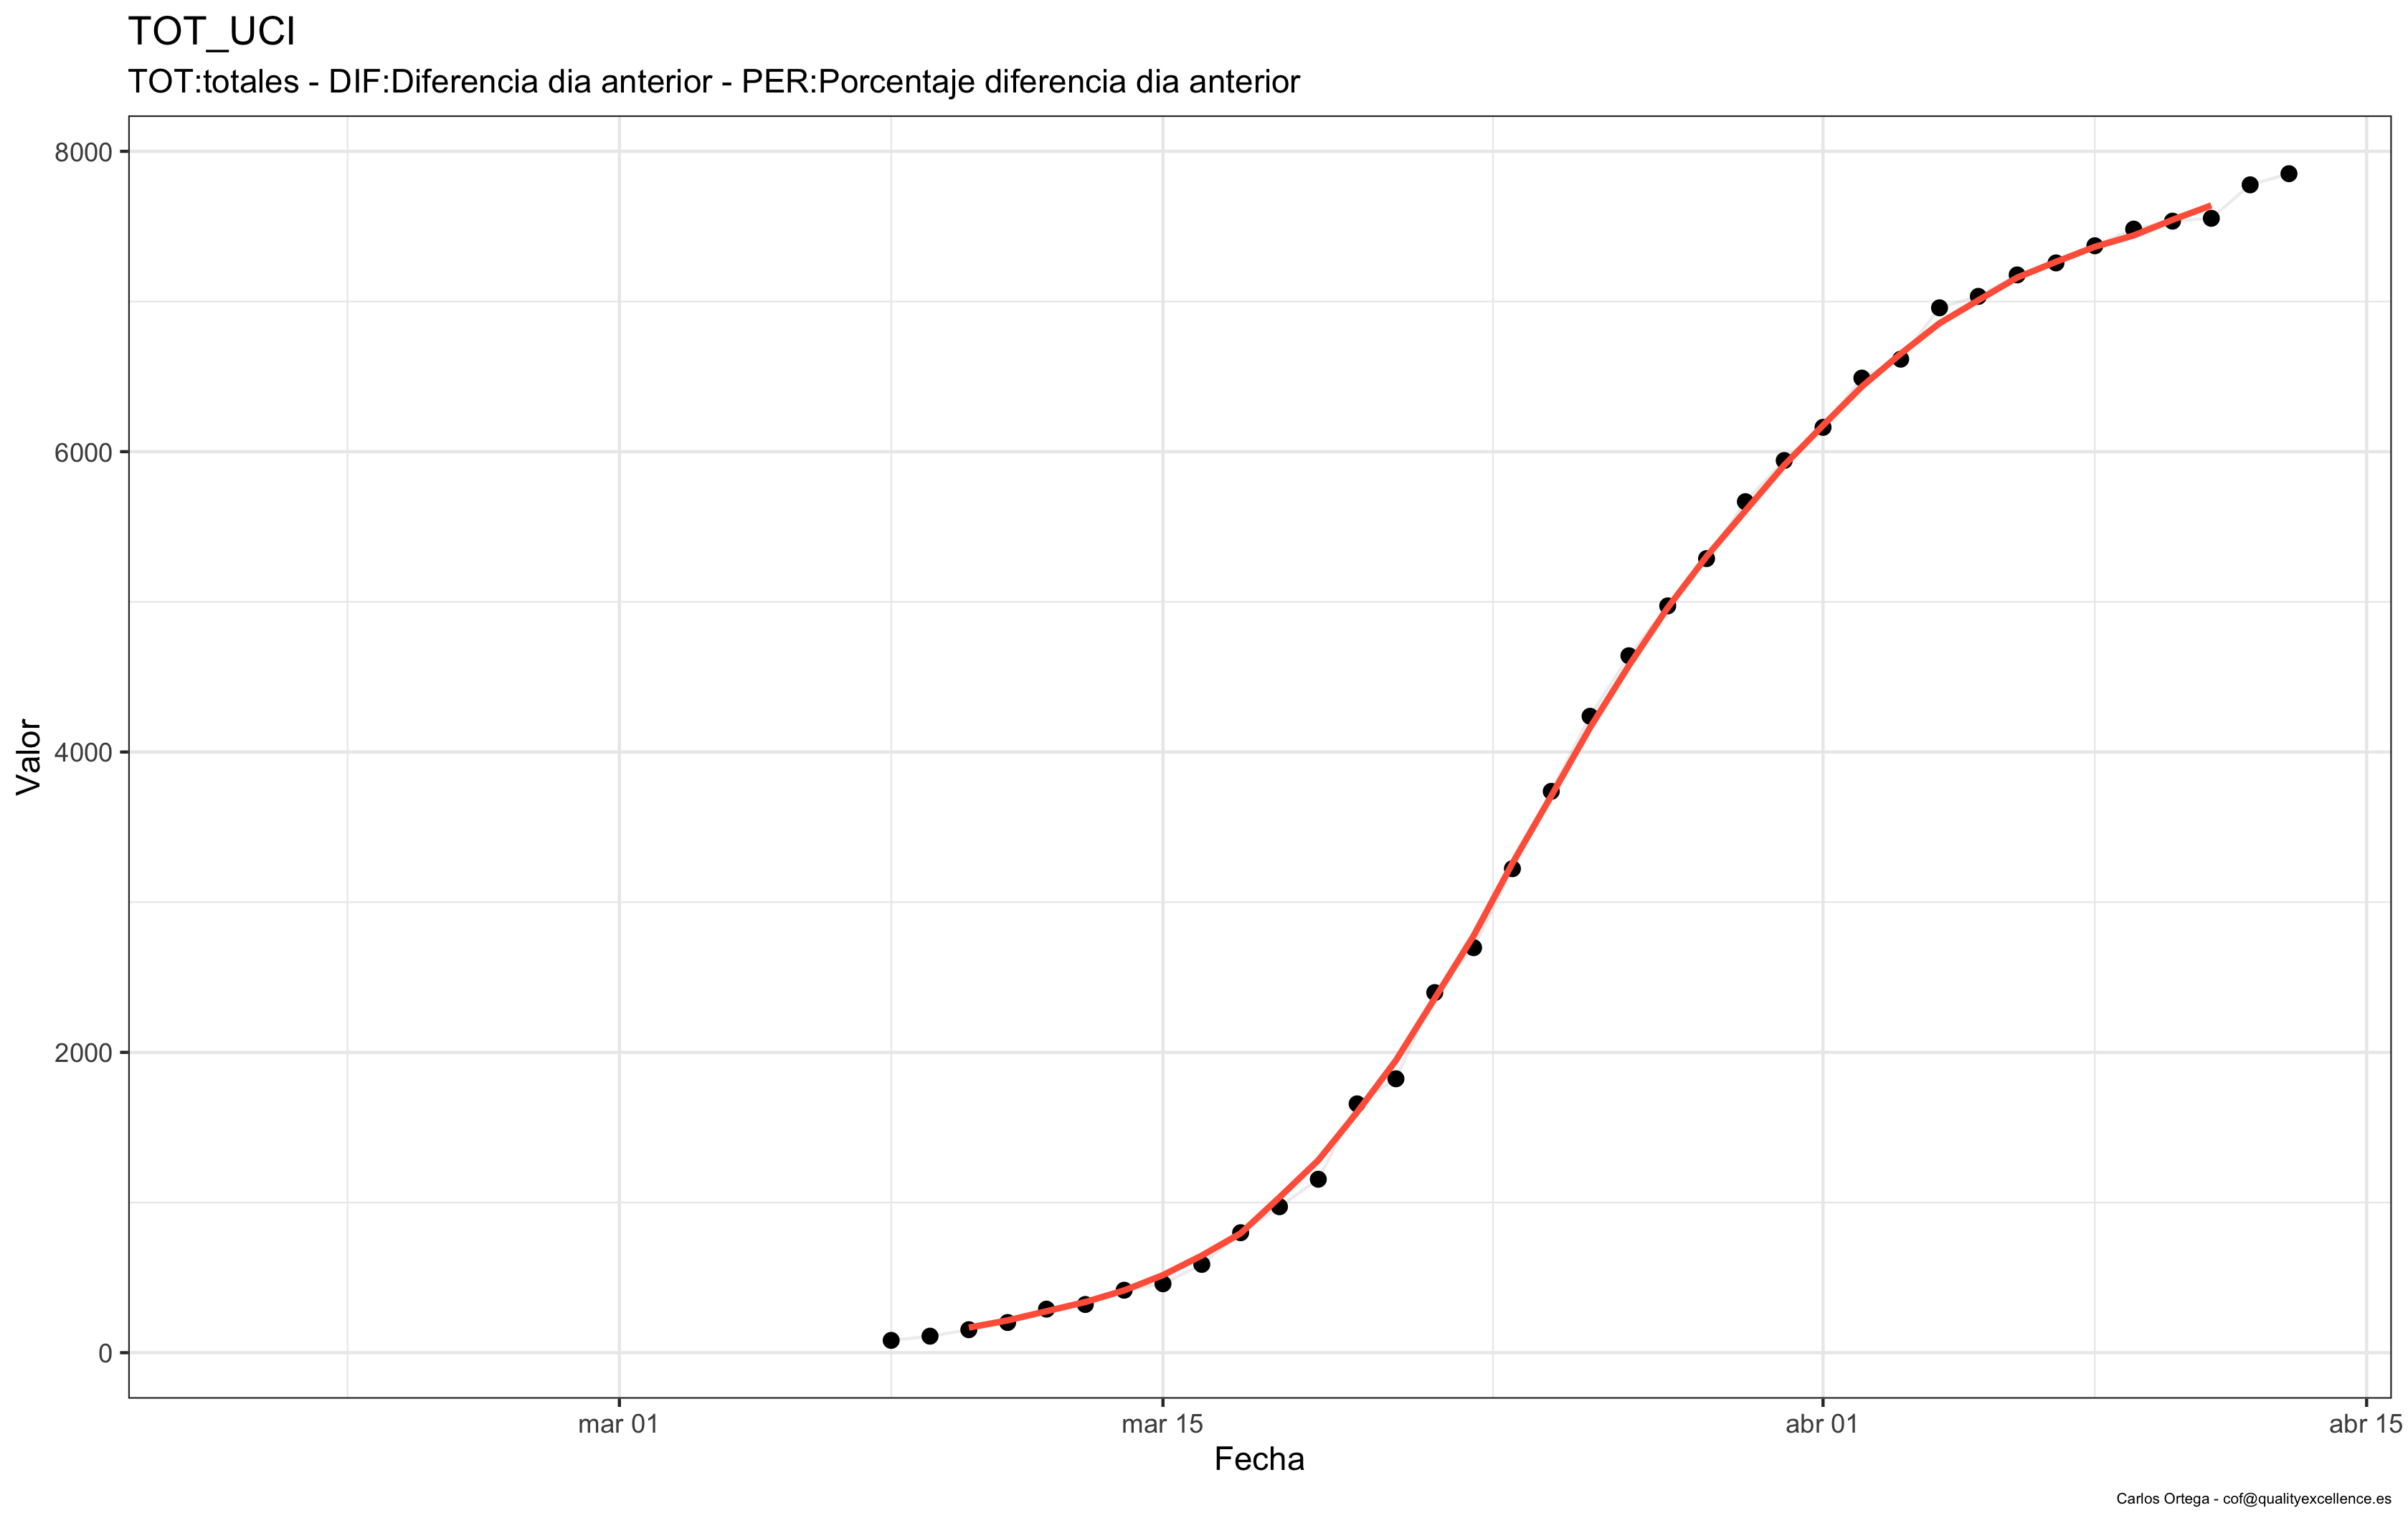 TOT_UCI
TOT:totales - DIF:Diferencia dia anterior - PER:Porcentaje diferencia dia anterior
8000
6000
4000
2000
0
Valor
mar 01
mar 15
abr 01
abr 15
Fecha
Carlos Ortega - cof@qualityexcellence.es